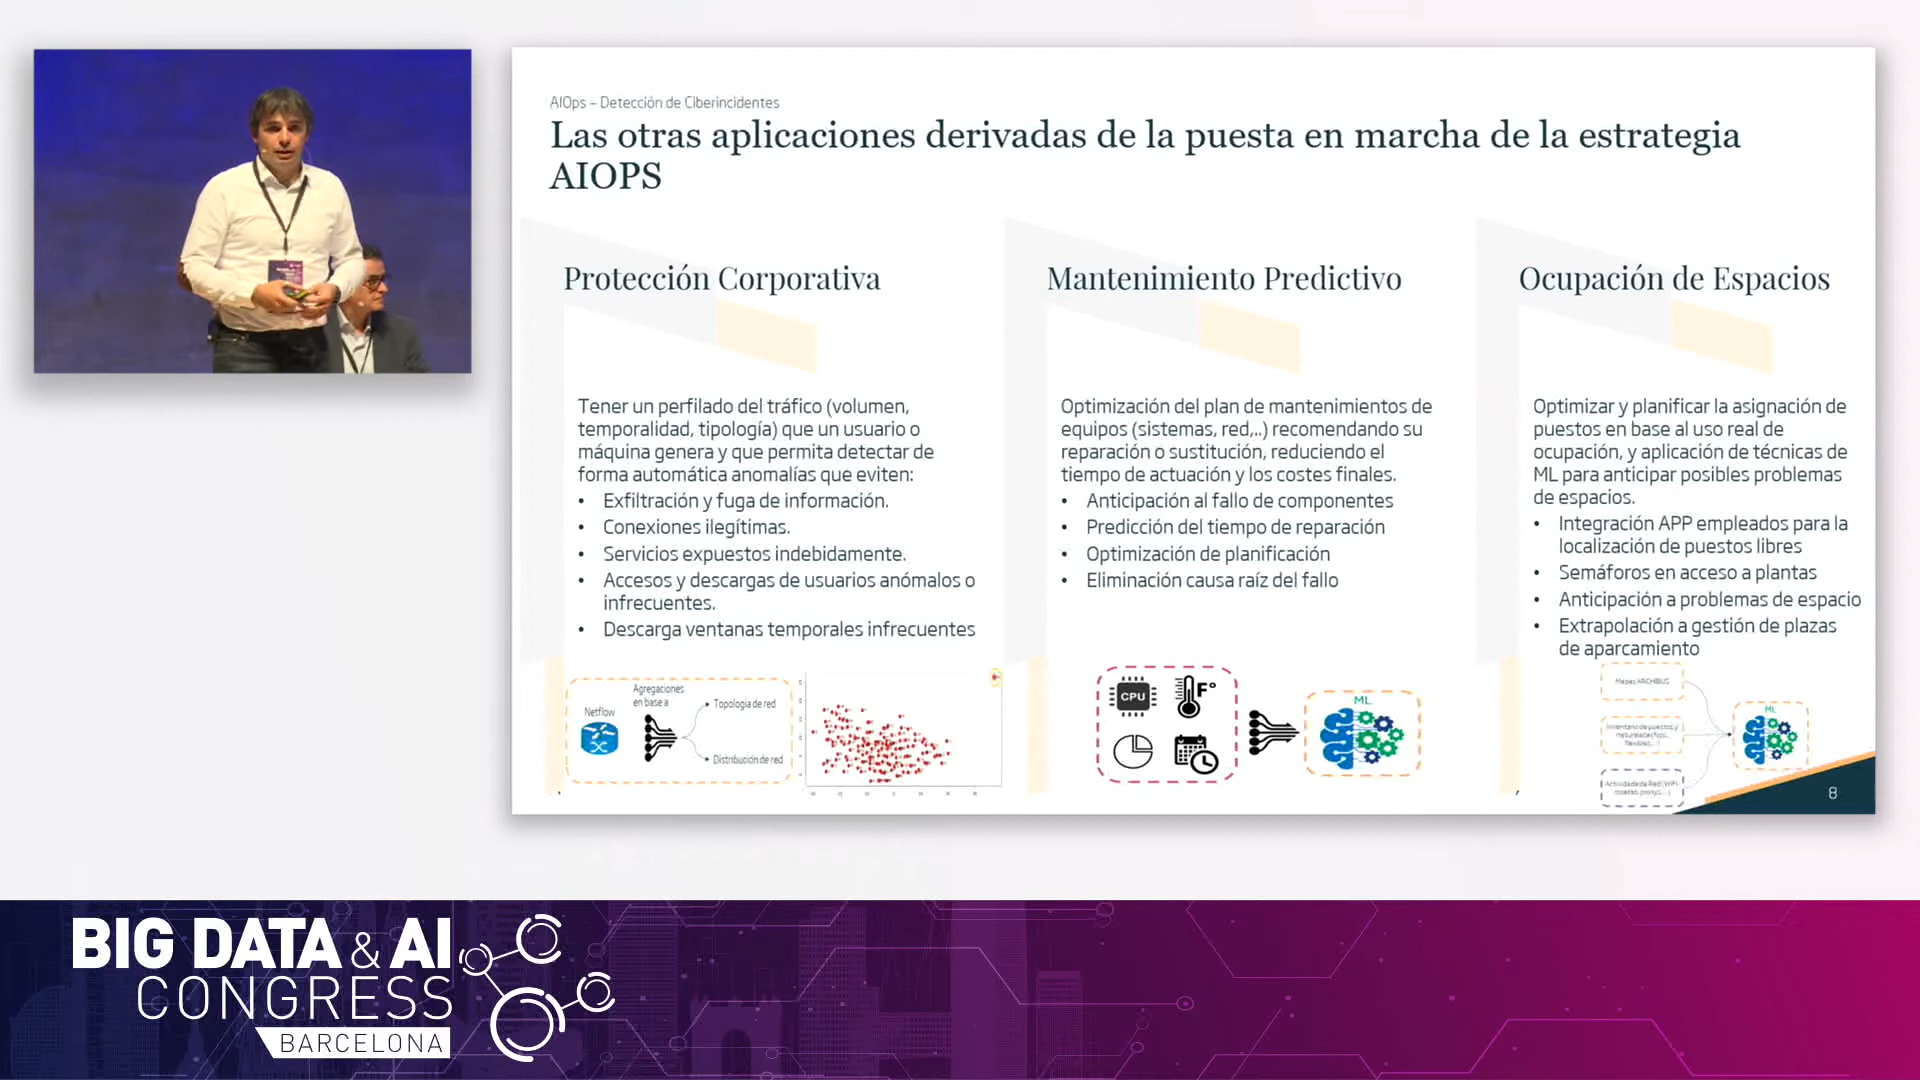 AIOps – Detección de Ciberincidentes
Las otras aplicaciones derivadas de la puesta en marcha de la estrategia
AIOPS
Protección Corporativa
Tener un perfilado del tráfico (volumen,
temporalidad, tipología) que un usuario o
máquina genera y que permita detectar de
forma automática anomalías que eviten:
• Exfiltración y fuga de información.
• Conexiones ilegítimas.
• Servicios expuestos indebidamente.
• Accesos y descargas de usuarios anómalos o
infrecuentes.
• Descarga ventanas temporales infrecuentes
Netflow
Agregaciones
en base a
Topologia de red
Distribución de red
Mantenimiento Predictivo
Optimización del plan de mantenimientos de
equipos (sistemas, red,..) recomendando su
reparación o sustitución, reduciendo el
tiempo de actuación y los costes finales.
• Anticipación al fallo de componentes
• Predicción del tiempo de reparación
• Optimización de planificación
• Eliminación causa raíz del fallo
CPU
F°
ML
Ocupación de Espacios
Optimizar y planificar la asignación de
puestos en base al uso real de
ocupación, y aplicación de técnicas de
ML para anticipar posibles problemas
de espacios.
• Integración APP empleados para la
localización de puestos libres
• Semáforos en acceso a plantas
• Anticipación a problemas de espacio
• Extrapolación a gestión de plazas
de aparcamiento
Mapas ARCHIBUS
ML
8
BIG DATA & AI
CONGRESS
BARCELONA